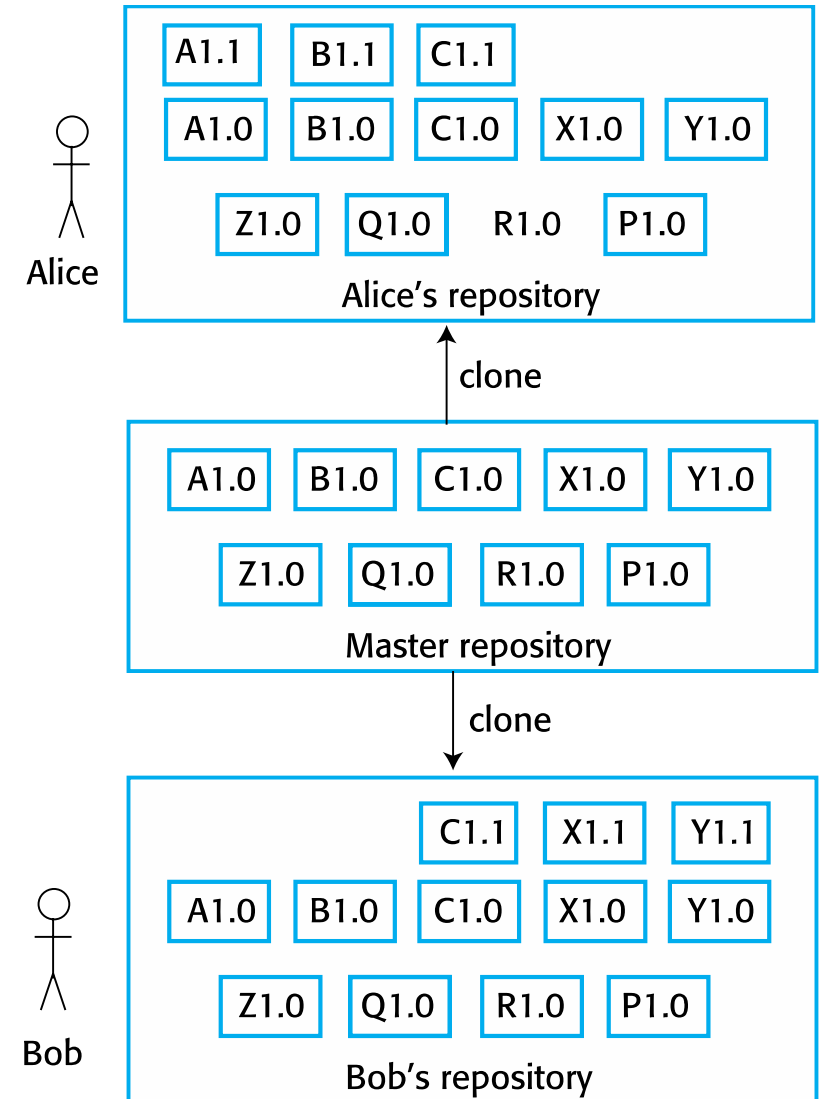 A1.1 B1.1 C1.1
A1.0 B1.0 C1.0 X1.0 Y1.0
Z1.0 Q1.0 R1.0 P1.0
Alice
Alice's repository
clone
A1.0 B1.0 C1.0 X1.0 Y1.0
Z1.0 Q1.0 R1.0 P1.0
Master repository
clone
C1.1 X1.1 Y1.1
A1.0 B1.0 C1.0 X1.0 Y1.0
Z1.0 Q1.0 R1.0 P1.0
Bob
Bob's repository